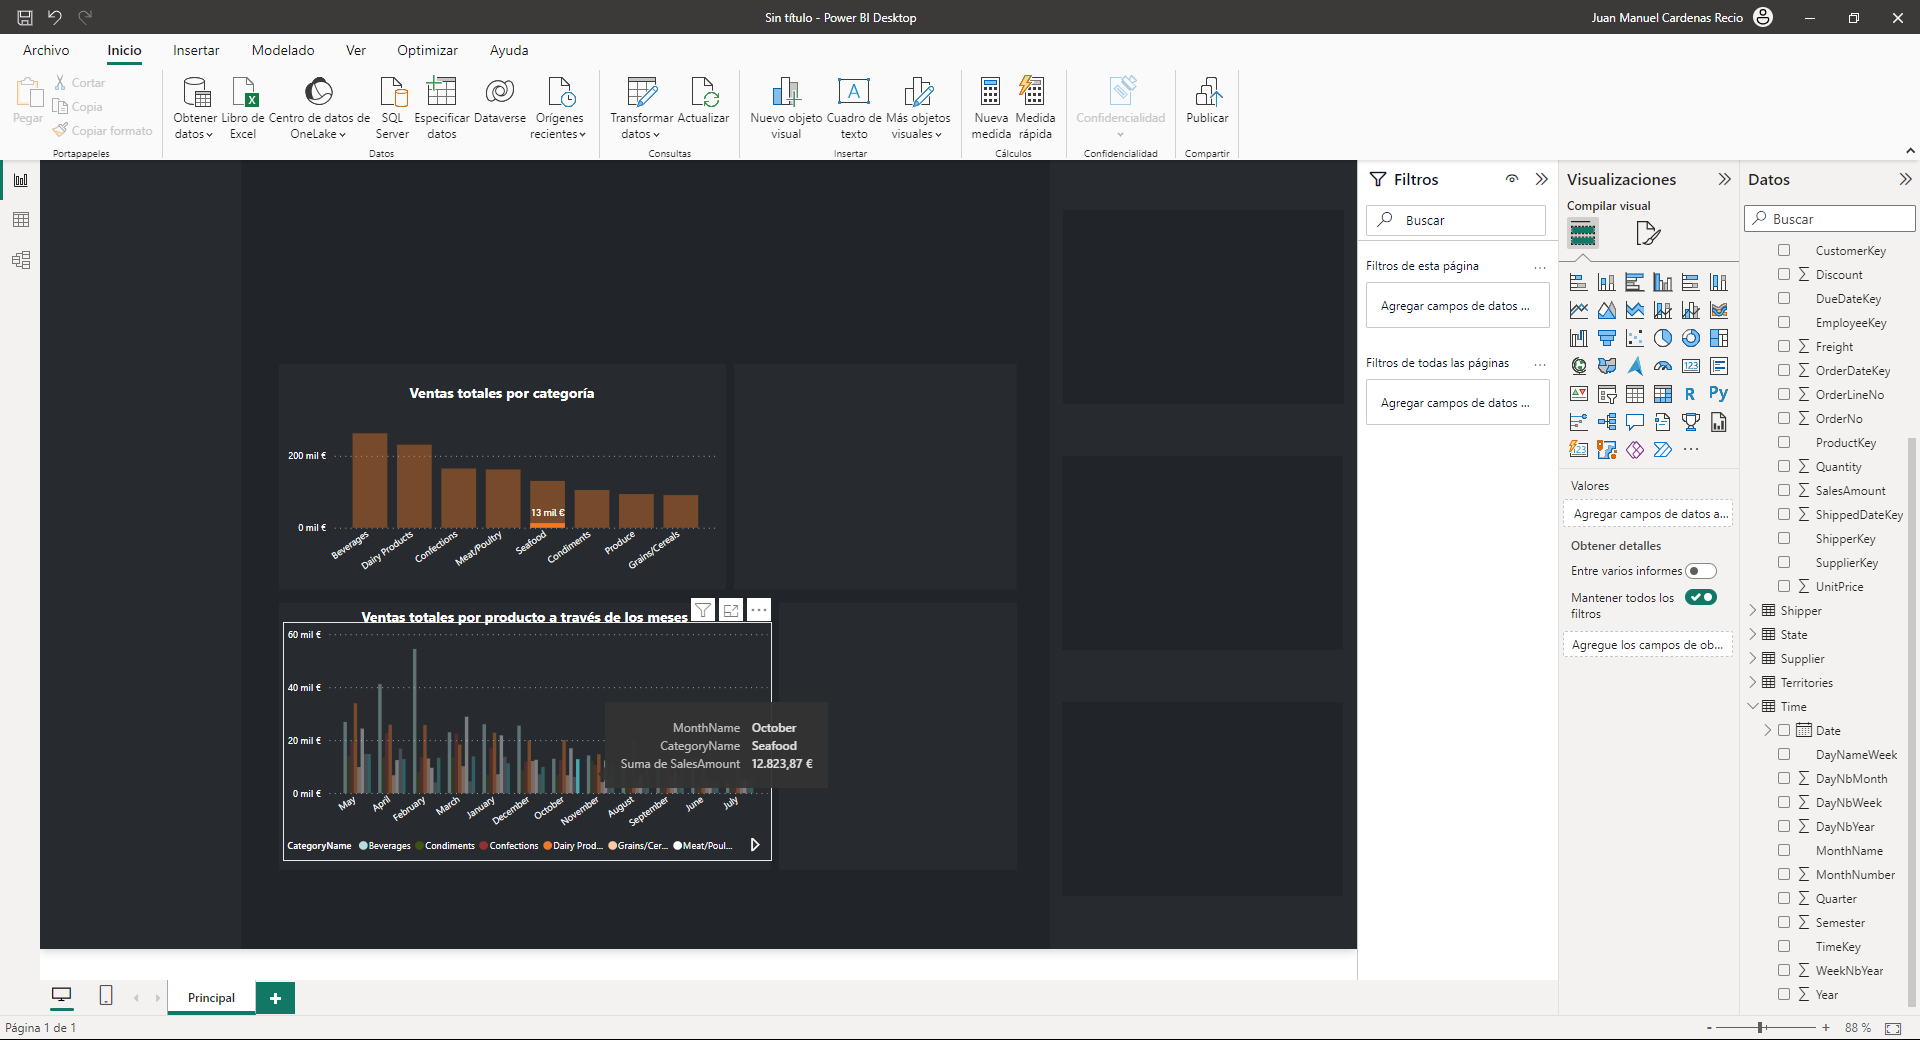 Sin título - Power BI Desktop
Juan Manuel Cardenas Recio
Archivo
Inicio
Insertar
Modelado
Ver
Optimizar
Ayuda
Pegar
Cortar
Copia
Copiar formato
Portapapeles
Obtener datos
Libro de Excel
Centro de datos de OneLake
SQL Server
Especificar datos
Dataverse
Orígenes recientes
Datos
Transformar datos
Actualizar
Consultas
Nuevo objeto visual
Cuadro de texto
Más objetos visuales
Insertar
Nueva medida
Medida rápida
Cálculos
Confidencialidad
Confidencialidad
Publicar
Compartir
Ventas totales por categoría
200 mil €
0 mil €
13 mil €
Beverages
Dairy Products
Confections
Meat/Poultry
Seafood
Condiments
Produce
Grains/Cereals
Ventas totales por producto a través de los meses
60 mil €
40 mil €
20 mil €
0 mil €
May
April
February
March
January
December
October
November
August
September
June
July
MonthName October
CategoryName Seafood
Suma de SalesAmount 12.823,87 €
CategoryName Beverages Condiments Confections Dairy Prod... Grains/Cer... Meat/Poul...
Filtros
Buscar
Filtros de esta página
...
Agregar campos de datos ...
Filtros de todas las páginas
...
Agregar campos de datos ...
Visualizaciones
Compilar visual
123
R
Py
123
...
Valores
Agregar campos de datos a...
Obtener detalles
Entre varios informes
Mantener todos los filtros
Agregue los campos de ob...
Datos
Buscar
CustomerKey
Discount
DueDateKey
EmployeeKey
Freight
OrderDateKey
OrderLineNo
OrderNo
ProductKey
Quantity
SalesAmount
ShippedDateKey
ShipperKey
SupplierKey
UnitPrice
Shipper
State
Supplier
Territories
Time
Date
DayNameWeek
DayNbMonth
DayNbWeek
DayNbYear
MonthName
MonthNumber
Quarter
Semester
TimeKey
WeekNbYear
Year
Principal
Página 1 de 1
- + 88 %